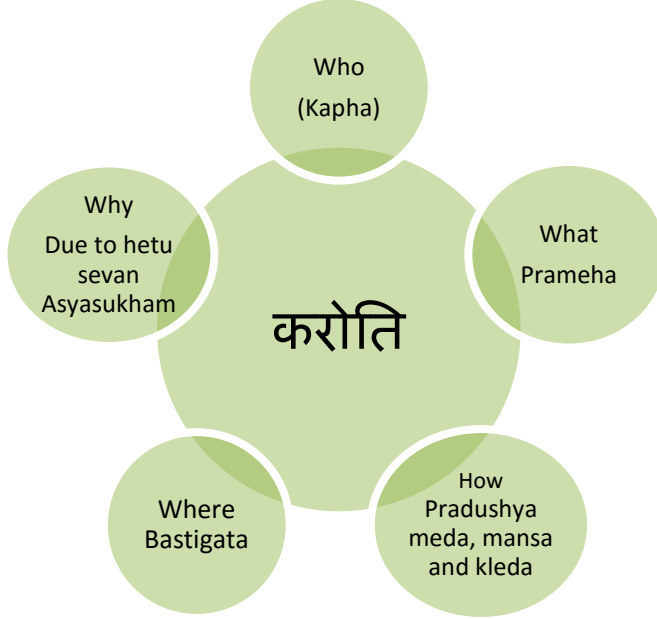 Who
(Kapha)
What
Prameha
How
Pradushya
meda, mansa
and kleda
Where
Bastigata
Why
Due to hetu
sevan
Asyasukham
करोति